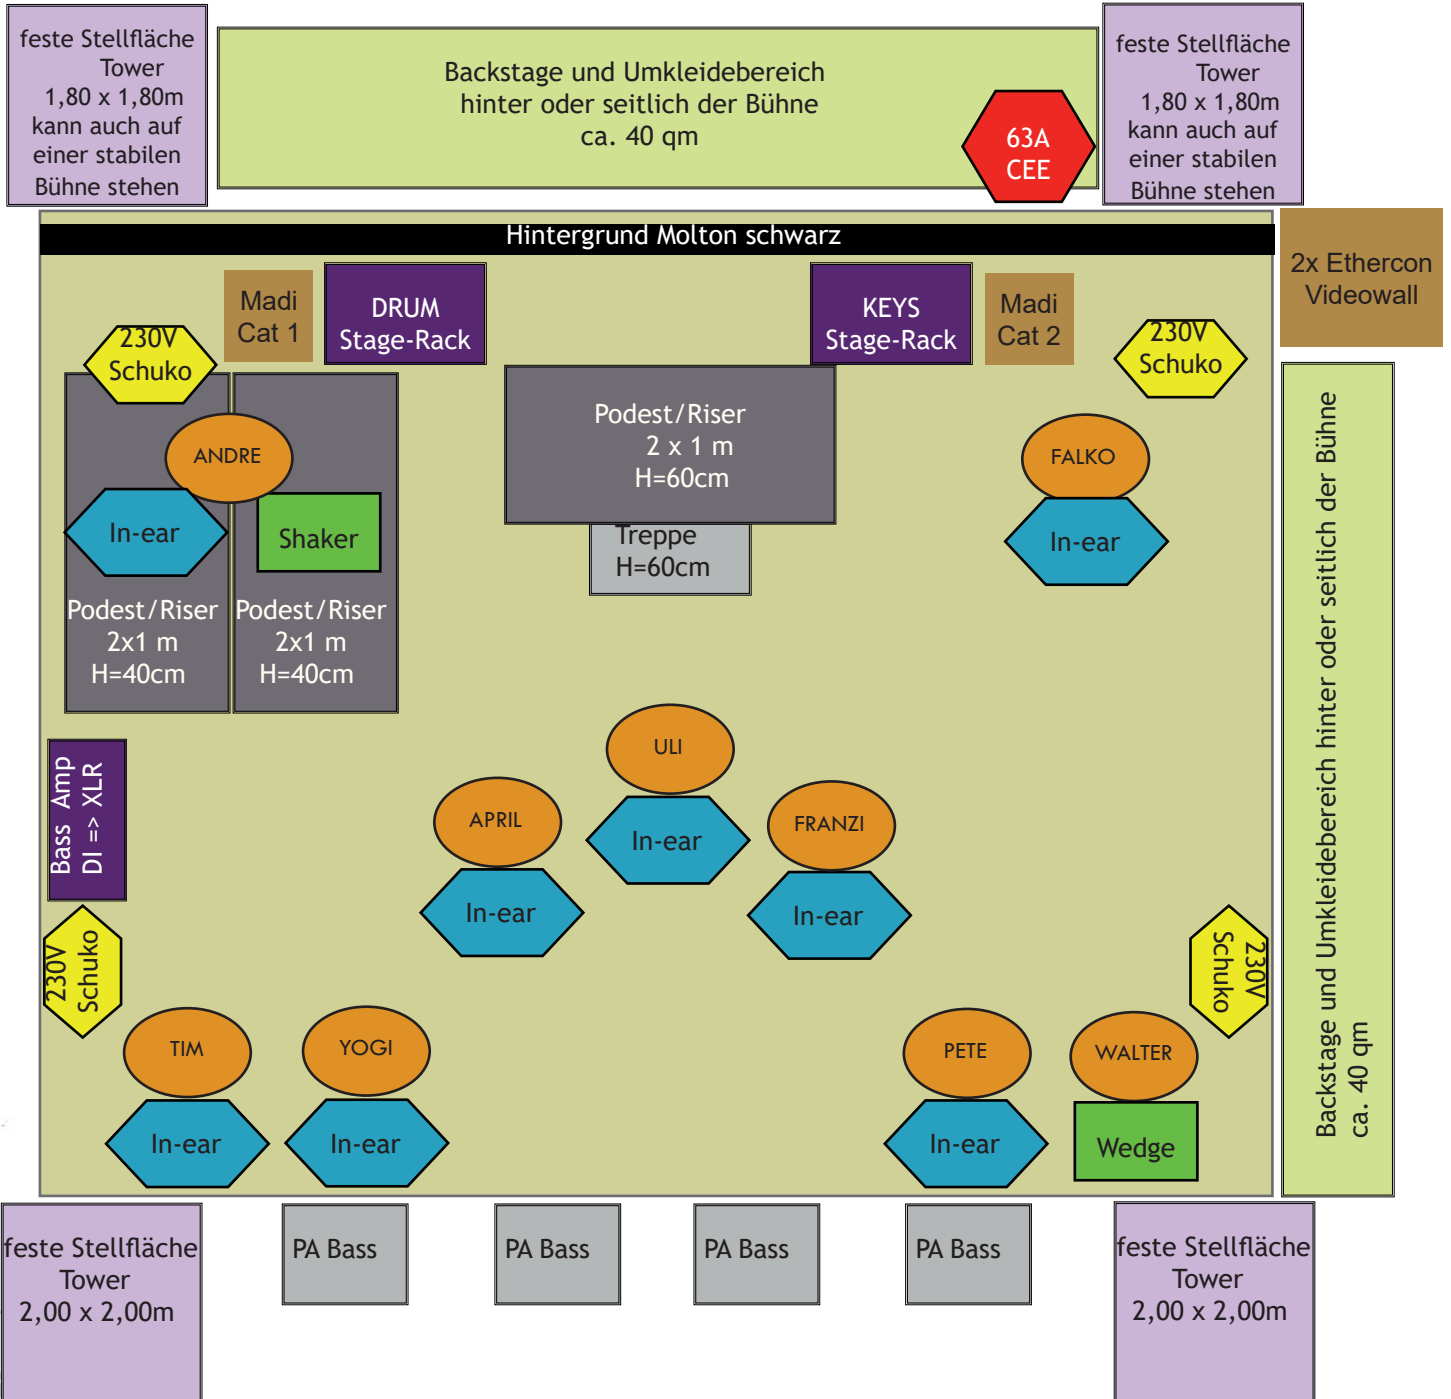 feste Stellfläche
Tower
1,80 x 1,80m
kann auch auf
einer stabilen
Bühne stehen
Backstage und Umkleidebereich
hinter oder seitlich der Bühne
ca. 40 qm
63A
CEE
feste Stellfläche
Tower
1,80 x 1,80m
kann auch auf
einer stabilen
Bühne stehen
Hintergrund Molton schwarz
2x Ethercon
Videowall
Madi
Cat 1
DRUM
Stage-Rack
KEYS
Stage-Rack
Madi
Cat 2
230V
Schuko
230V
Schuko
Podest/Riser
2 x 1 m
H=60cm
Treppe
H=60cm
ANDRE
In-ear
Shaker
Podest/Riser
2x1 m
H=40cm
Podest/Riser
2x1 m
H=40cm
FALKO
In-ear
Backstage und Umkleidebereich hinter oder seitlich der Bühne
ca. 40 qm
Bass Amp
DI => XLR
ULI
In-ear
APRIL
In-ear
FRANZI
In-ear
230V
Schuko
230V
Schuko
TIM
In-ear
YOGI
In-ear
PETE
In-ear
WALTER
Wedge
feste Stellfläche
Tower
2,00 x 2,00m
PA Bass
PA Bass
PA Bass
PA Bass
feste Stellfläche
Tower
2,00 x 2,00m